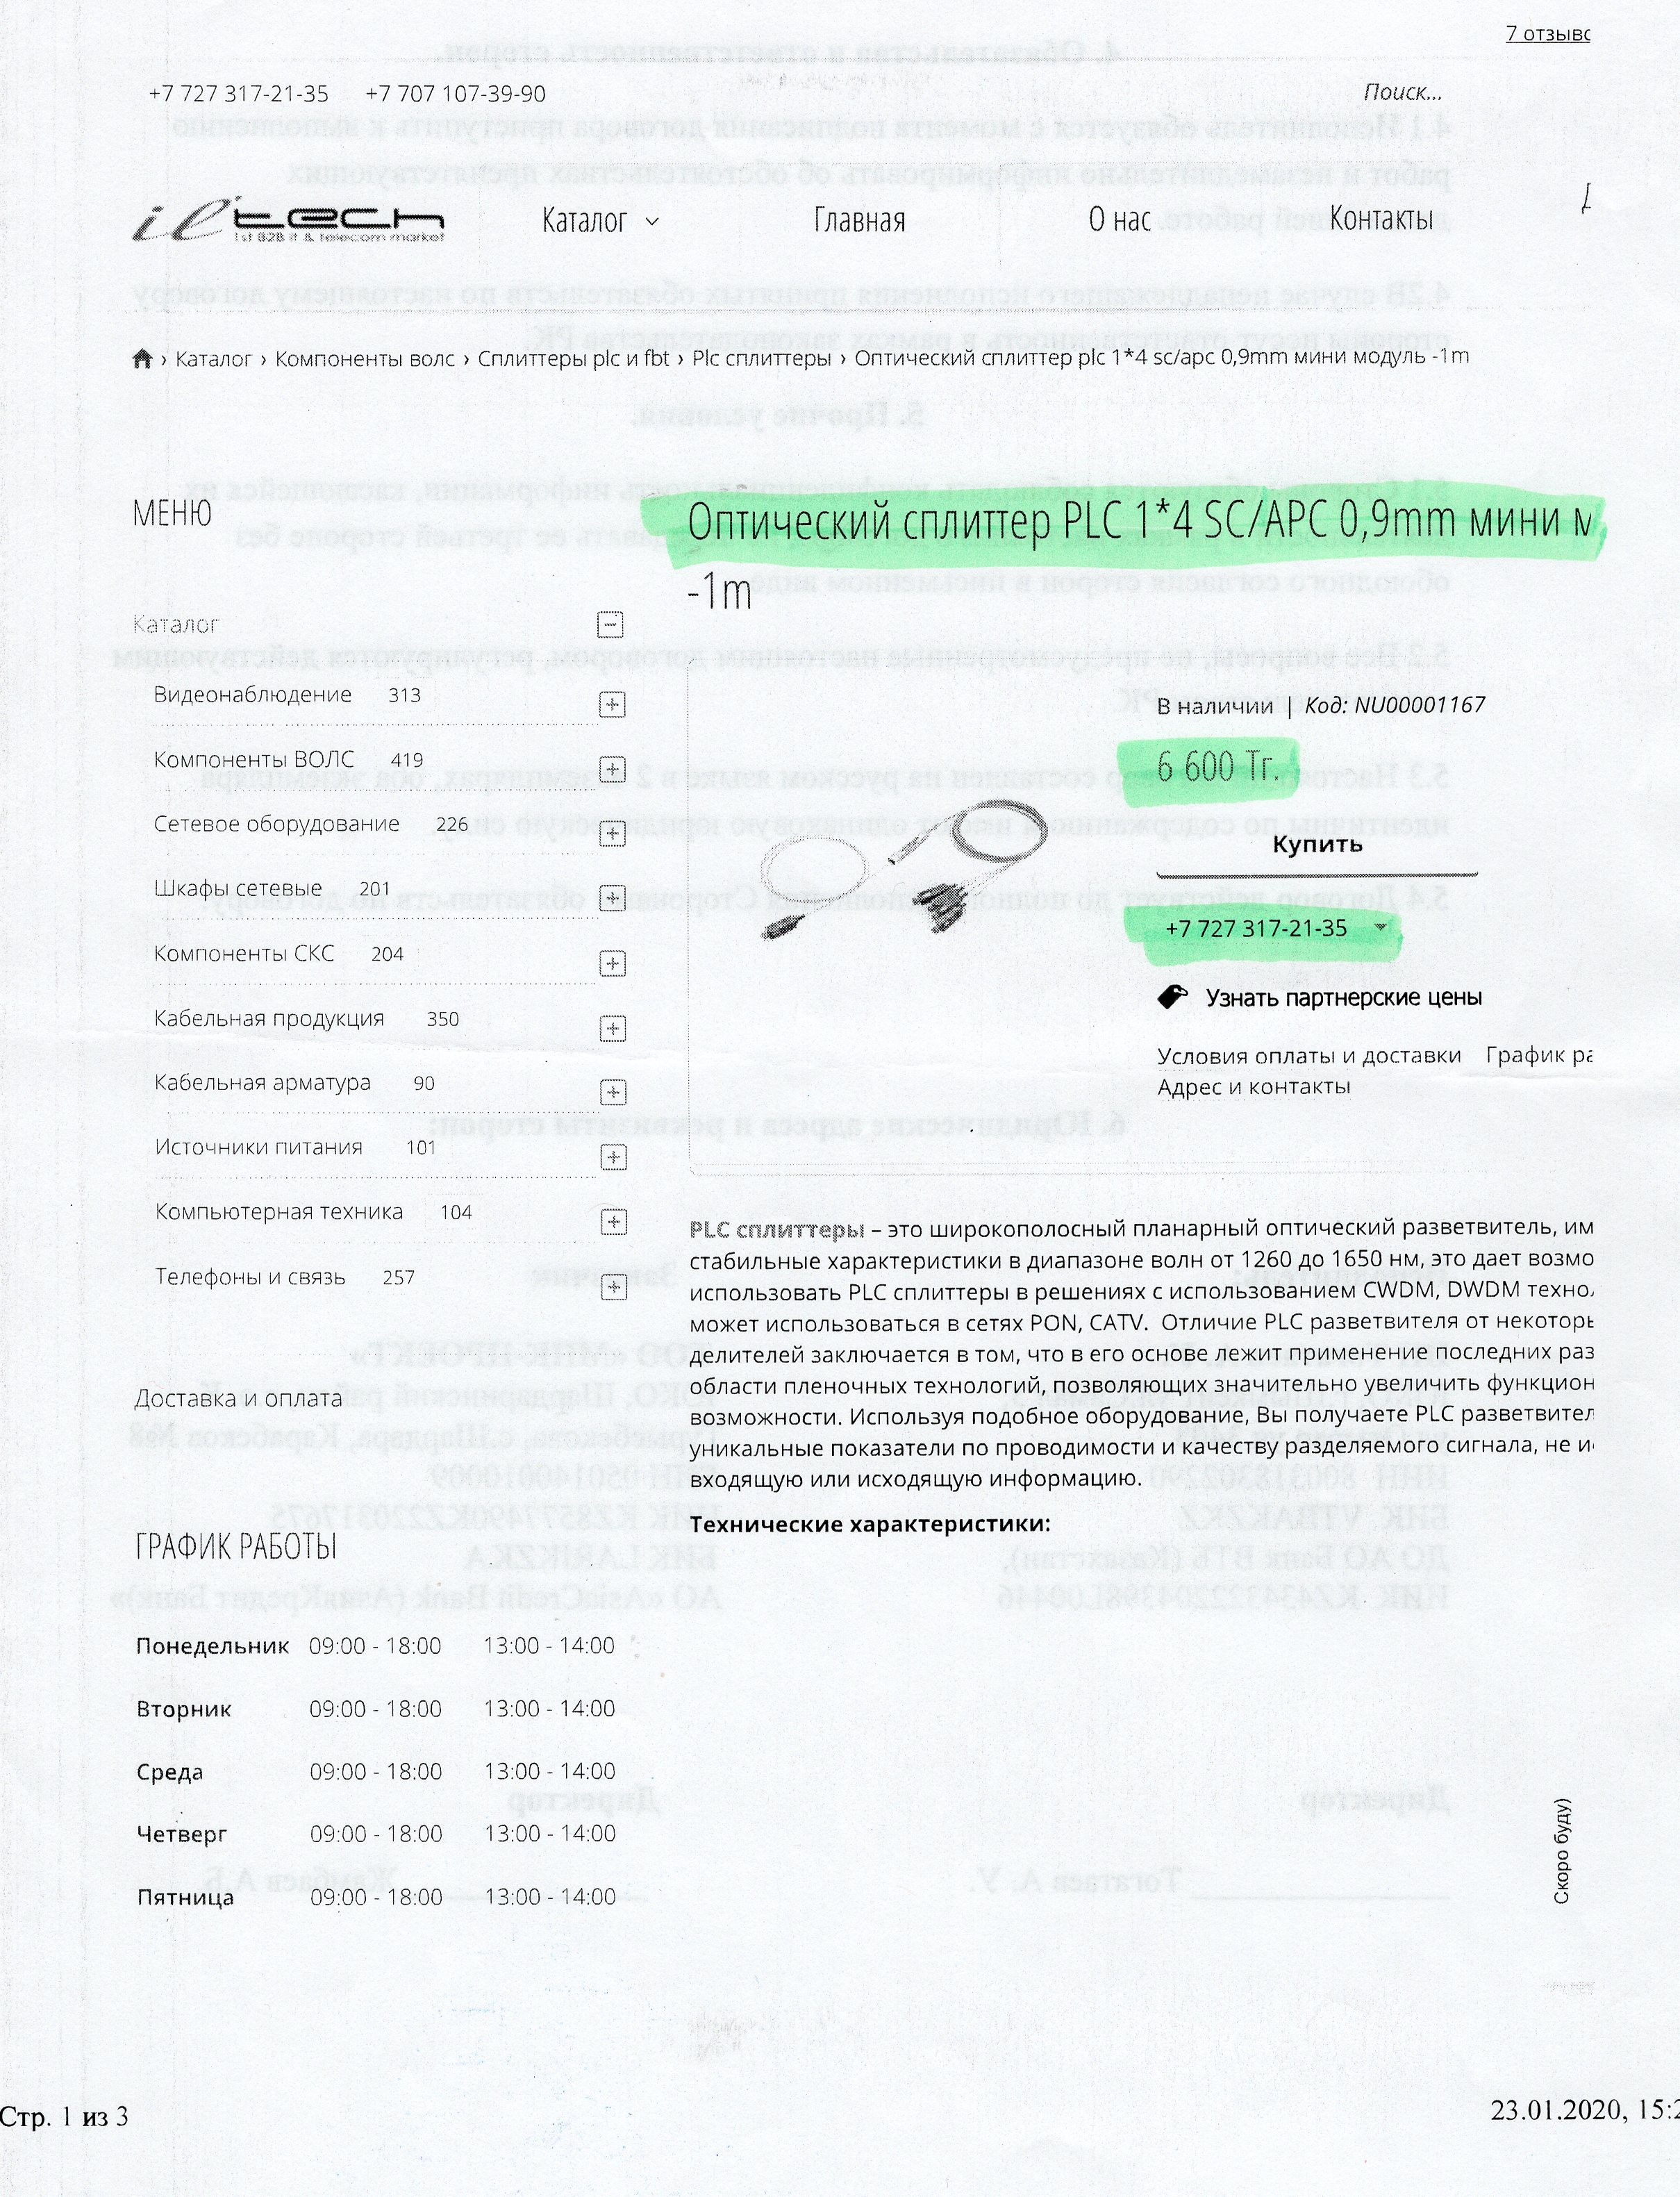 7 отзыво
+7 727 317-21-35 +7 707 107-39-90 Поиск...
il tech
1st B2B it & telecom market
Каталог Главная О нас Контакты
› Каталог › Компоненты волс › Сплиттеры plc и fbt › Plc сплиттеры › Оптический сплиттер plc 1*4 sc/apc 0,9mm мини модуль -1m
МЕНЮ
Каталог
Видеонаблюдение 313
Компоненты ВОЛС 419
Сетевое оборудование 226
Шкафы сетевые 201
Компоненты СКС 204
Кабельная продукция 350
Кабельная арматура 90
Источники питания 101
Компьютерная техника 104
Телефоны и связь 257
Доставка и оплата
ГРАФИК РАБОТЫ
Понедельник 09:00 - 18:00 13:00 - 14:00
Вторник 09:00 - 18:00 13:00 - 14:00
Среда 09:00 - 18:00 13:00 - 14:00
Четверг 09:00 - 18:00 13:00 - 14:00
Пятница 09:00 - 18:00 13:00 - 14:00
Оптический сплиттер PLC 1*4 SC/APC 0,9mm мини м
-1m
В наличии | Код: NU00001167
6 600 Тг.
Купить
+7 727 317-21-35
Узнать партнерские цены
Условия оплаты и доставки График ра
Адрес и контакты
PLC сплиттеры – это широкополосный планарный оптический разветвитель, им
стабильные характеристики в диапазоне волн от 1260 до 1650 нм, это дает возмо
использовать PLC сплиттеры в решениях с использованием CWDM, DWDM техно
может использоваться в сетях PON, CATV. Отличие PLC разветвителя от некоторы
делителей заключается в том, что в его основе лежит применение последних раз
области пленочных технологий, позволяющих значительно увеличить функцион
возможности. Используя подобное оборудование, Вы получаете PLC разветвител
уникальные показатели по проводимости и качеству разделяемого сигнала, не и
входящую или исходящую информацию.
Технические характеристики:
Скоро буду)
Стр. 1 из 3 23.01.2020, 15:2